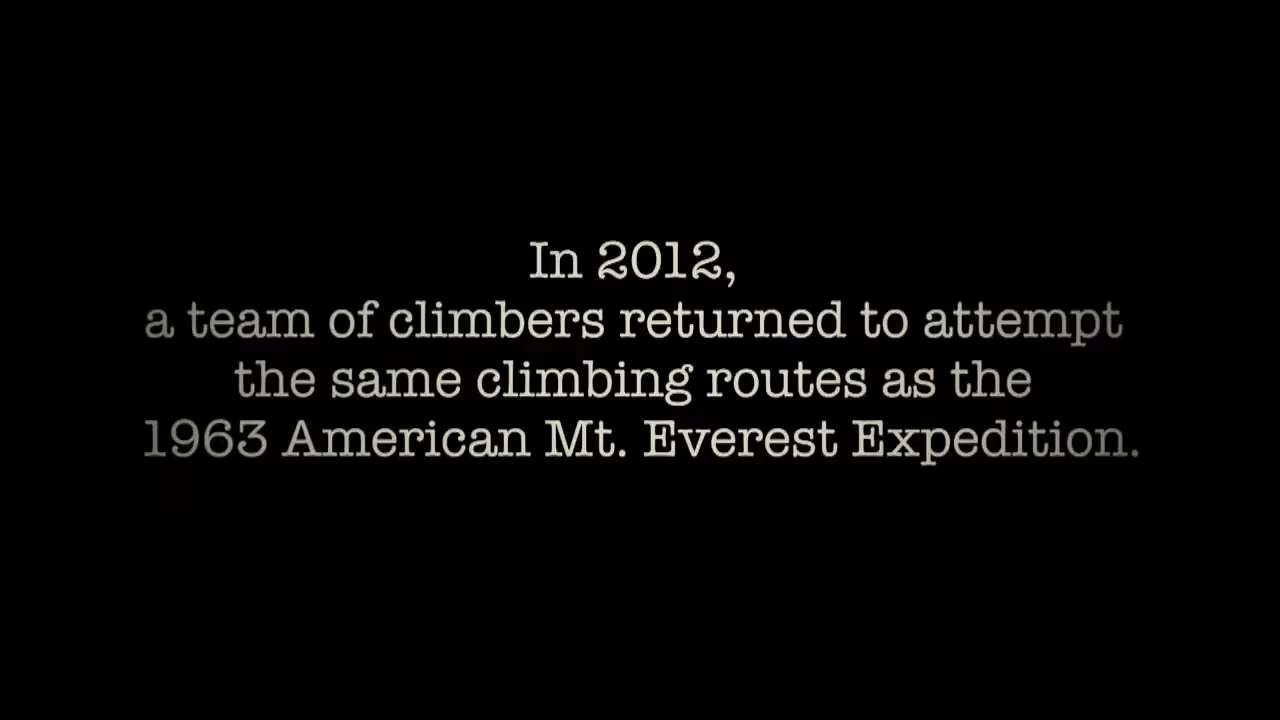 In 2012,
a team of climbers returned to attempt
the same climbing routes as the
1963 American Mt. Everest Expedition.